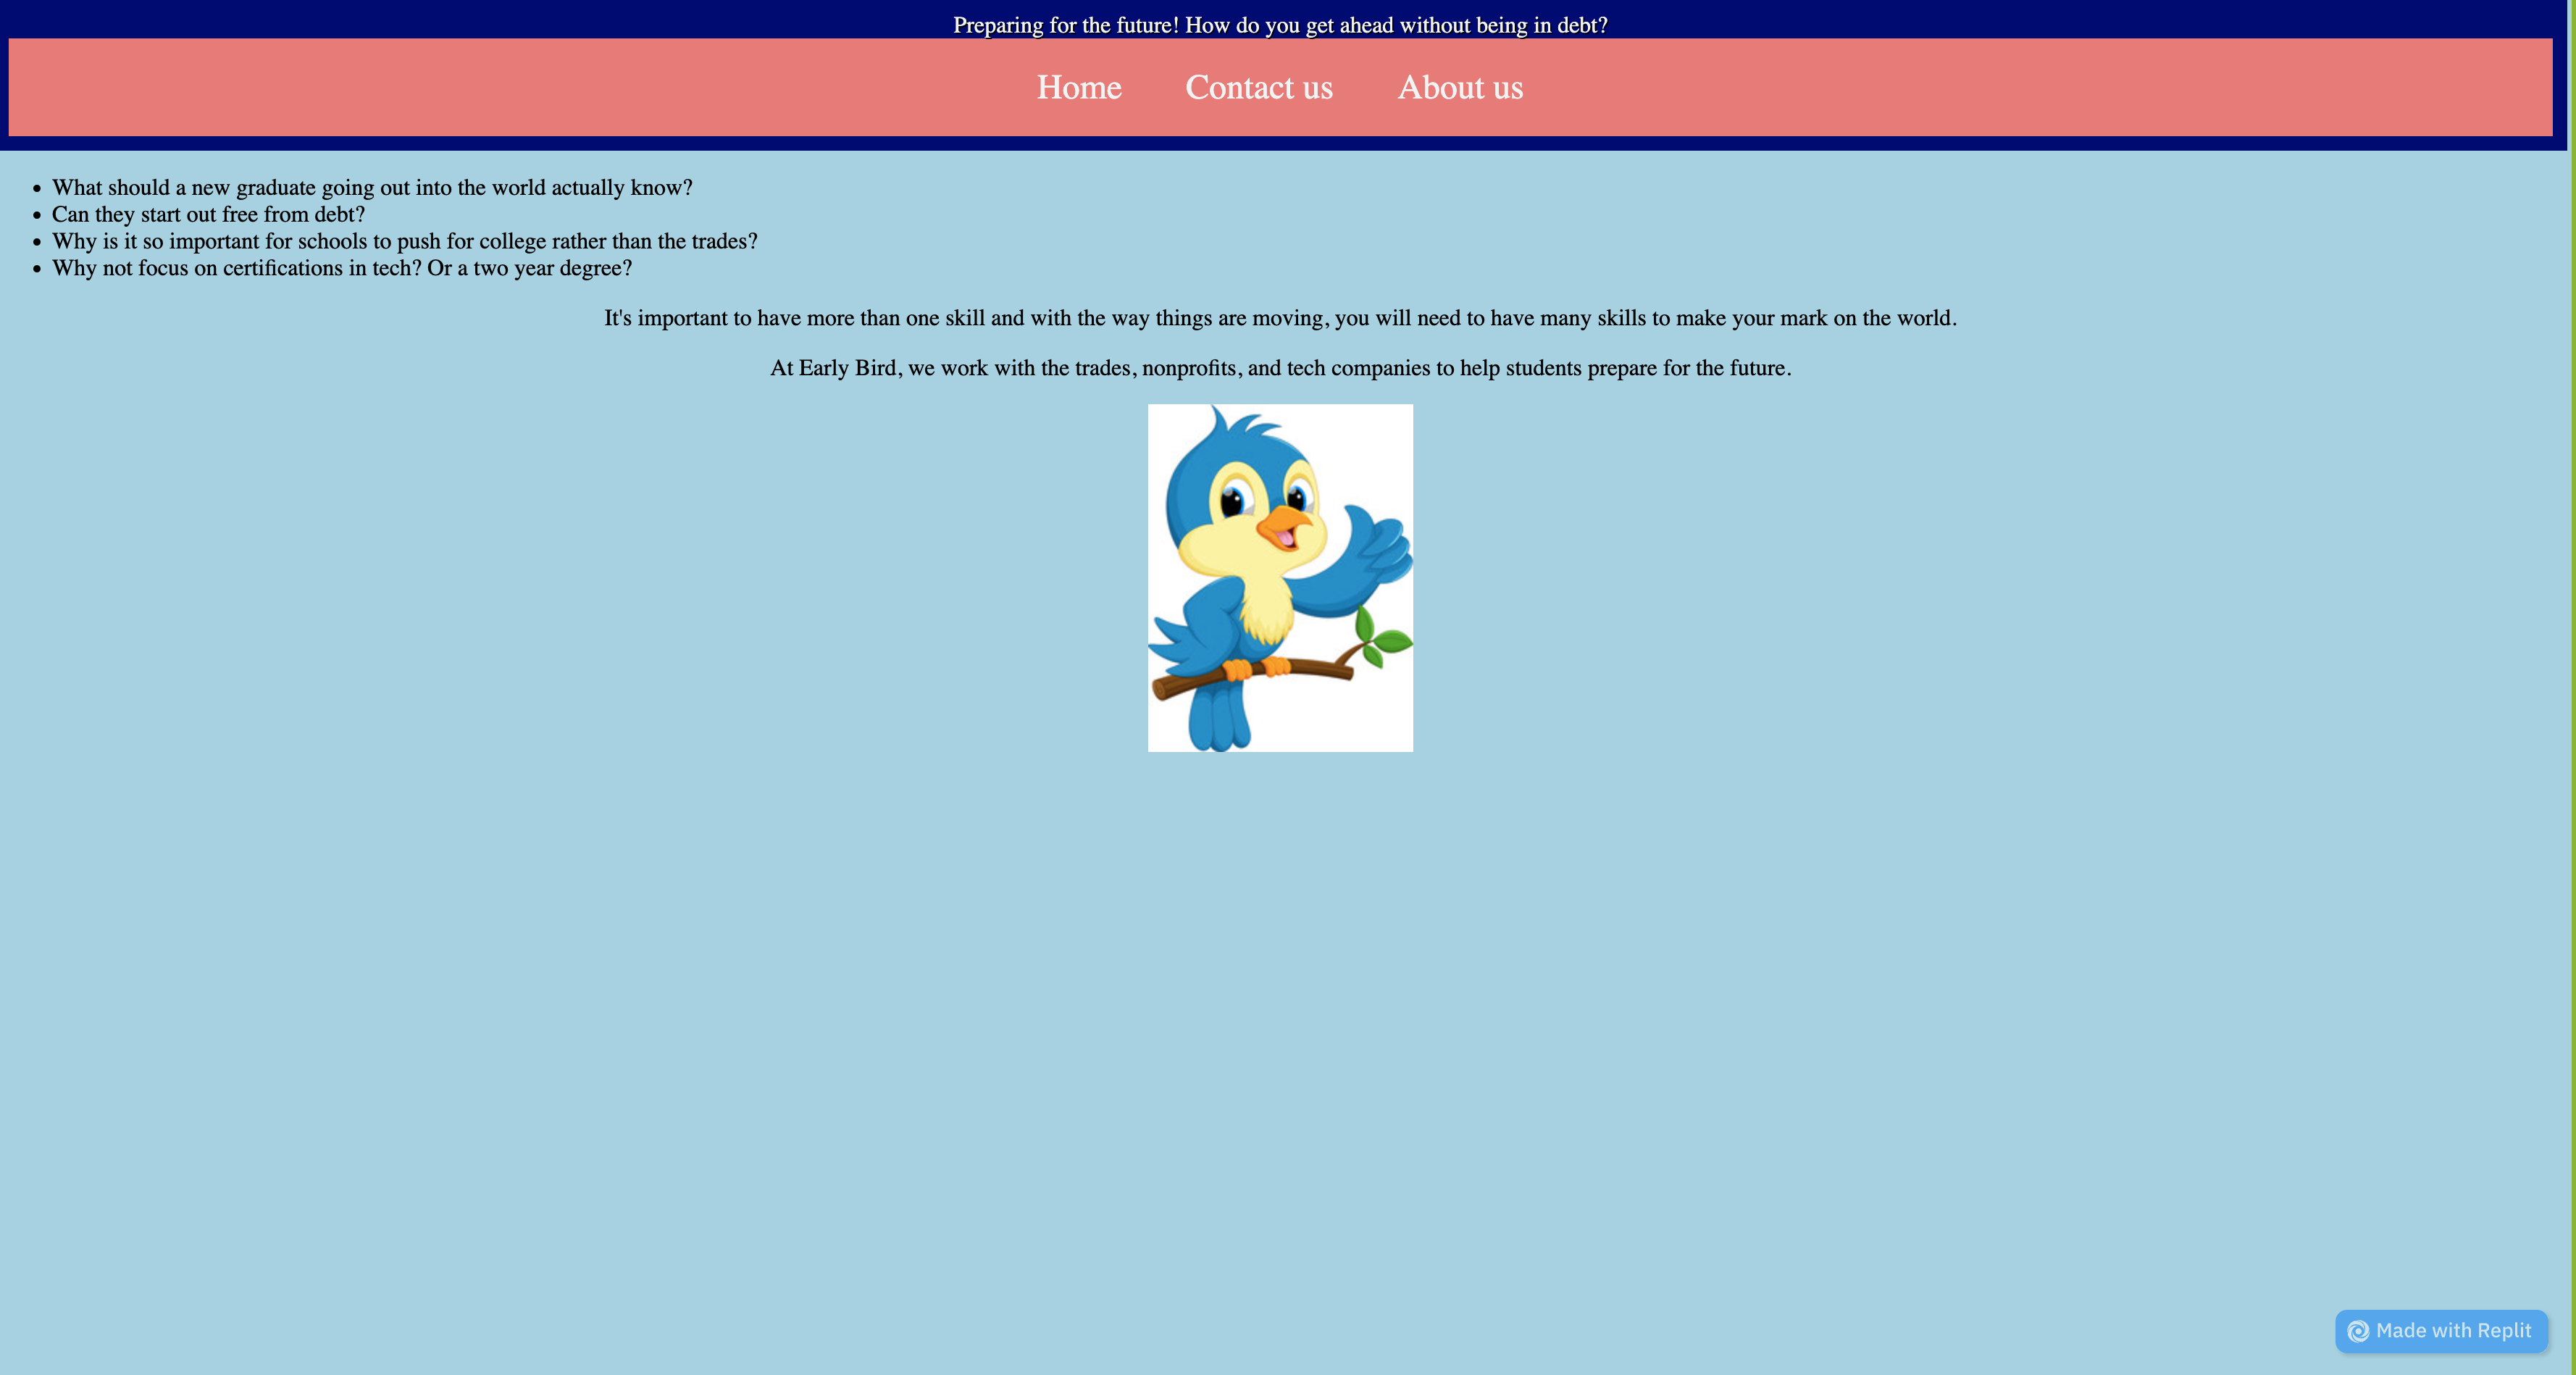 Preparing for the future! How do you get ahead without being in debt?
Home Contact us About us
What should a new graduate going out into the world actually know?
Can they start out free from debt?
Why is it so important for schools to push for college rather than the trades?
Why not focus on certifications in tech? Or a two year degree?
It's important to have more than one skill and with the way things are moving, you will need to have many skills to make your mark on the world.
At Early Bird, we work with the trades, nonprofits, and tech companies to help students prepare for the future.
Made with Replit